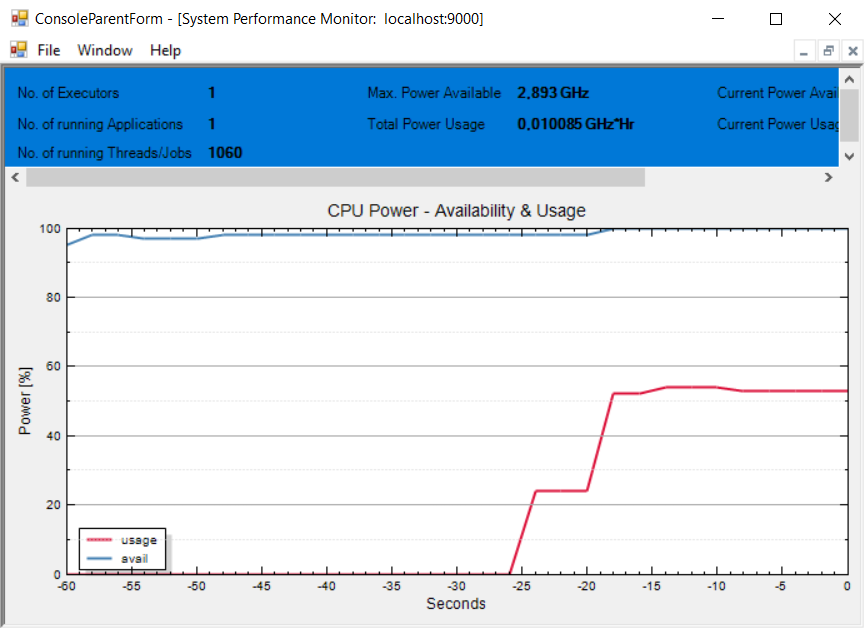 ConsoleParentForm - [System Performance Monitor:  localhost:9000]
File Window Help
No. of Executors 1 Max. Power Available 2.893 GHz Current Power Avai
No. of running Applications 1 Total Power Usage 0.010085 GHz*Hr Current Power Usag
No. of running Threads/Jobs 1060
CPU Power - Availability & Usage
100
80
60
40
20
0
Power [%]
usage
avail
-60 -55 -50 -45 -40 -35 -30 -25 -20 -15 -10 -5 0
Seconds